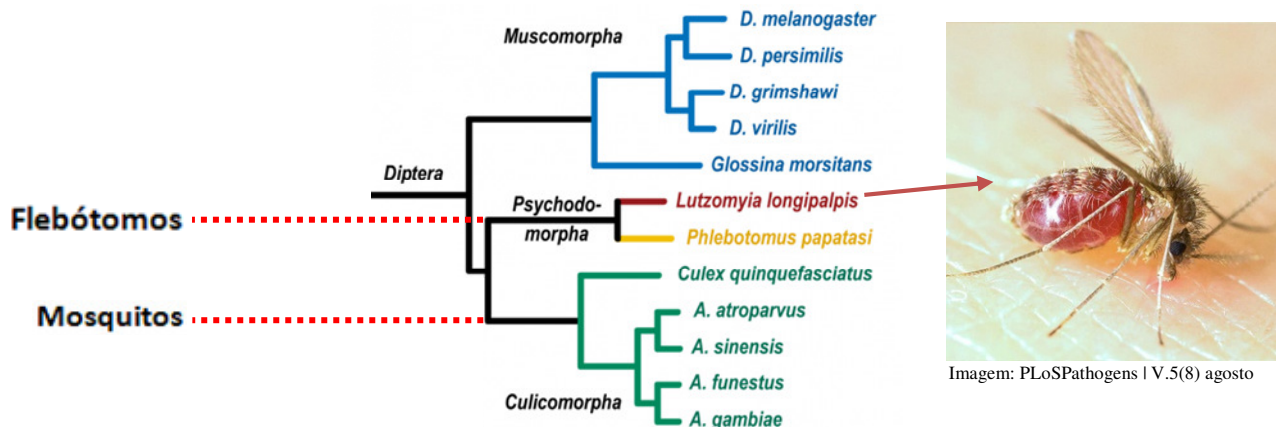 D. melanogaster
Muscomorpha
D. persimilis
D. grimshawi
D. virilis
Diptera
Glossina morsitans
Flebótomos
Psychodo-
morpha
Lutzomyia longipalpis
Phlebotomus papatasi
Culex quinquefasciatus
Mosquitos
A. atroparvus
A. sinensis
A. funestus
Culicomorpha
A. gambiae
Imagem: PLoSPathogens | V.5(8) agosto